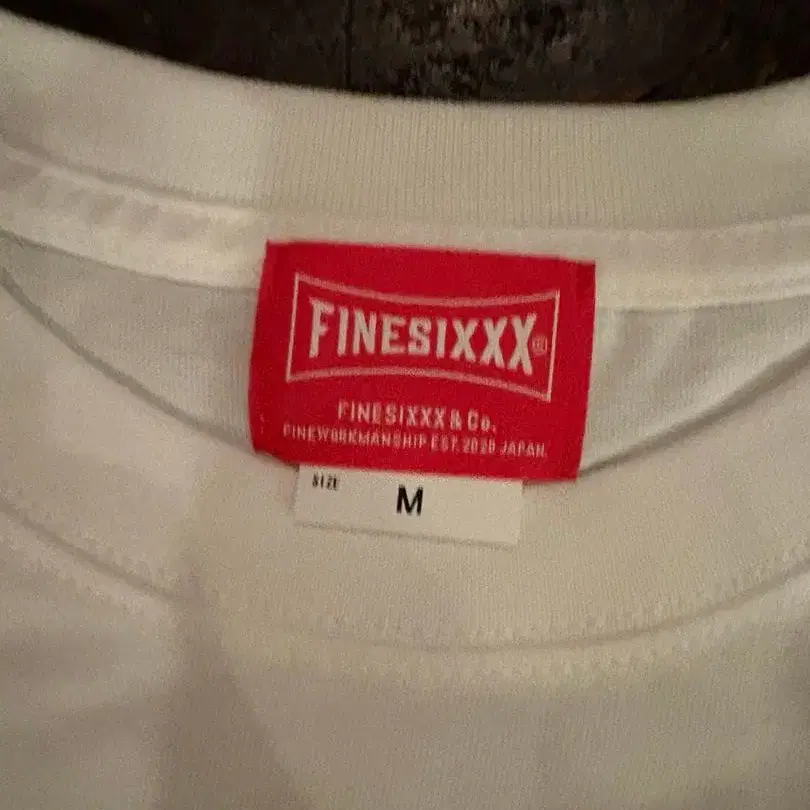 FINESIXXX®
FINESIXXX & Co.
FINEWORKMANSHIP EST. 2020 JAPAN.
SIZE
M